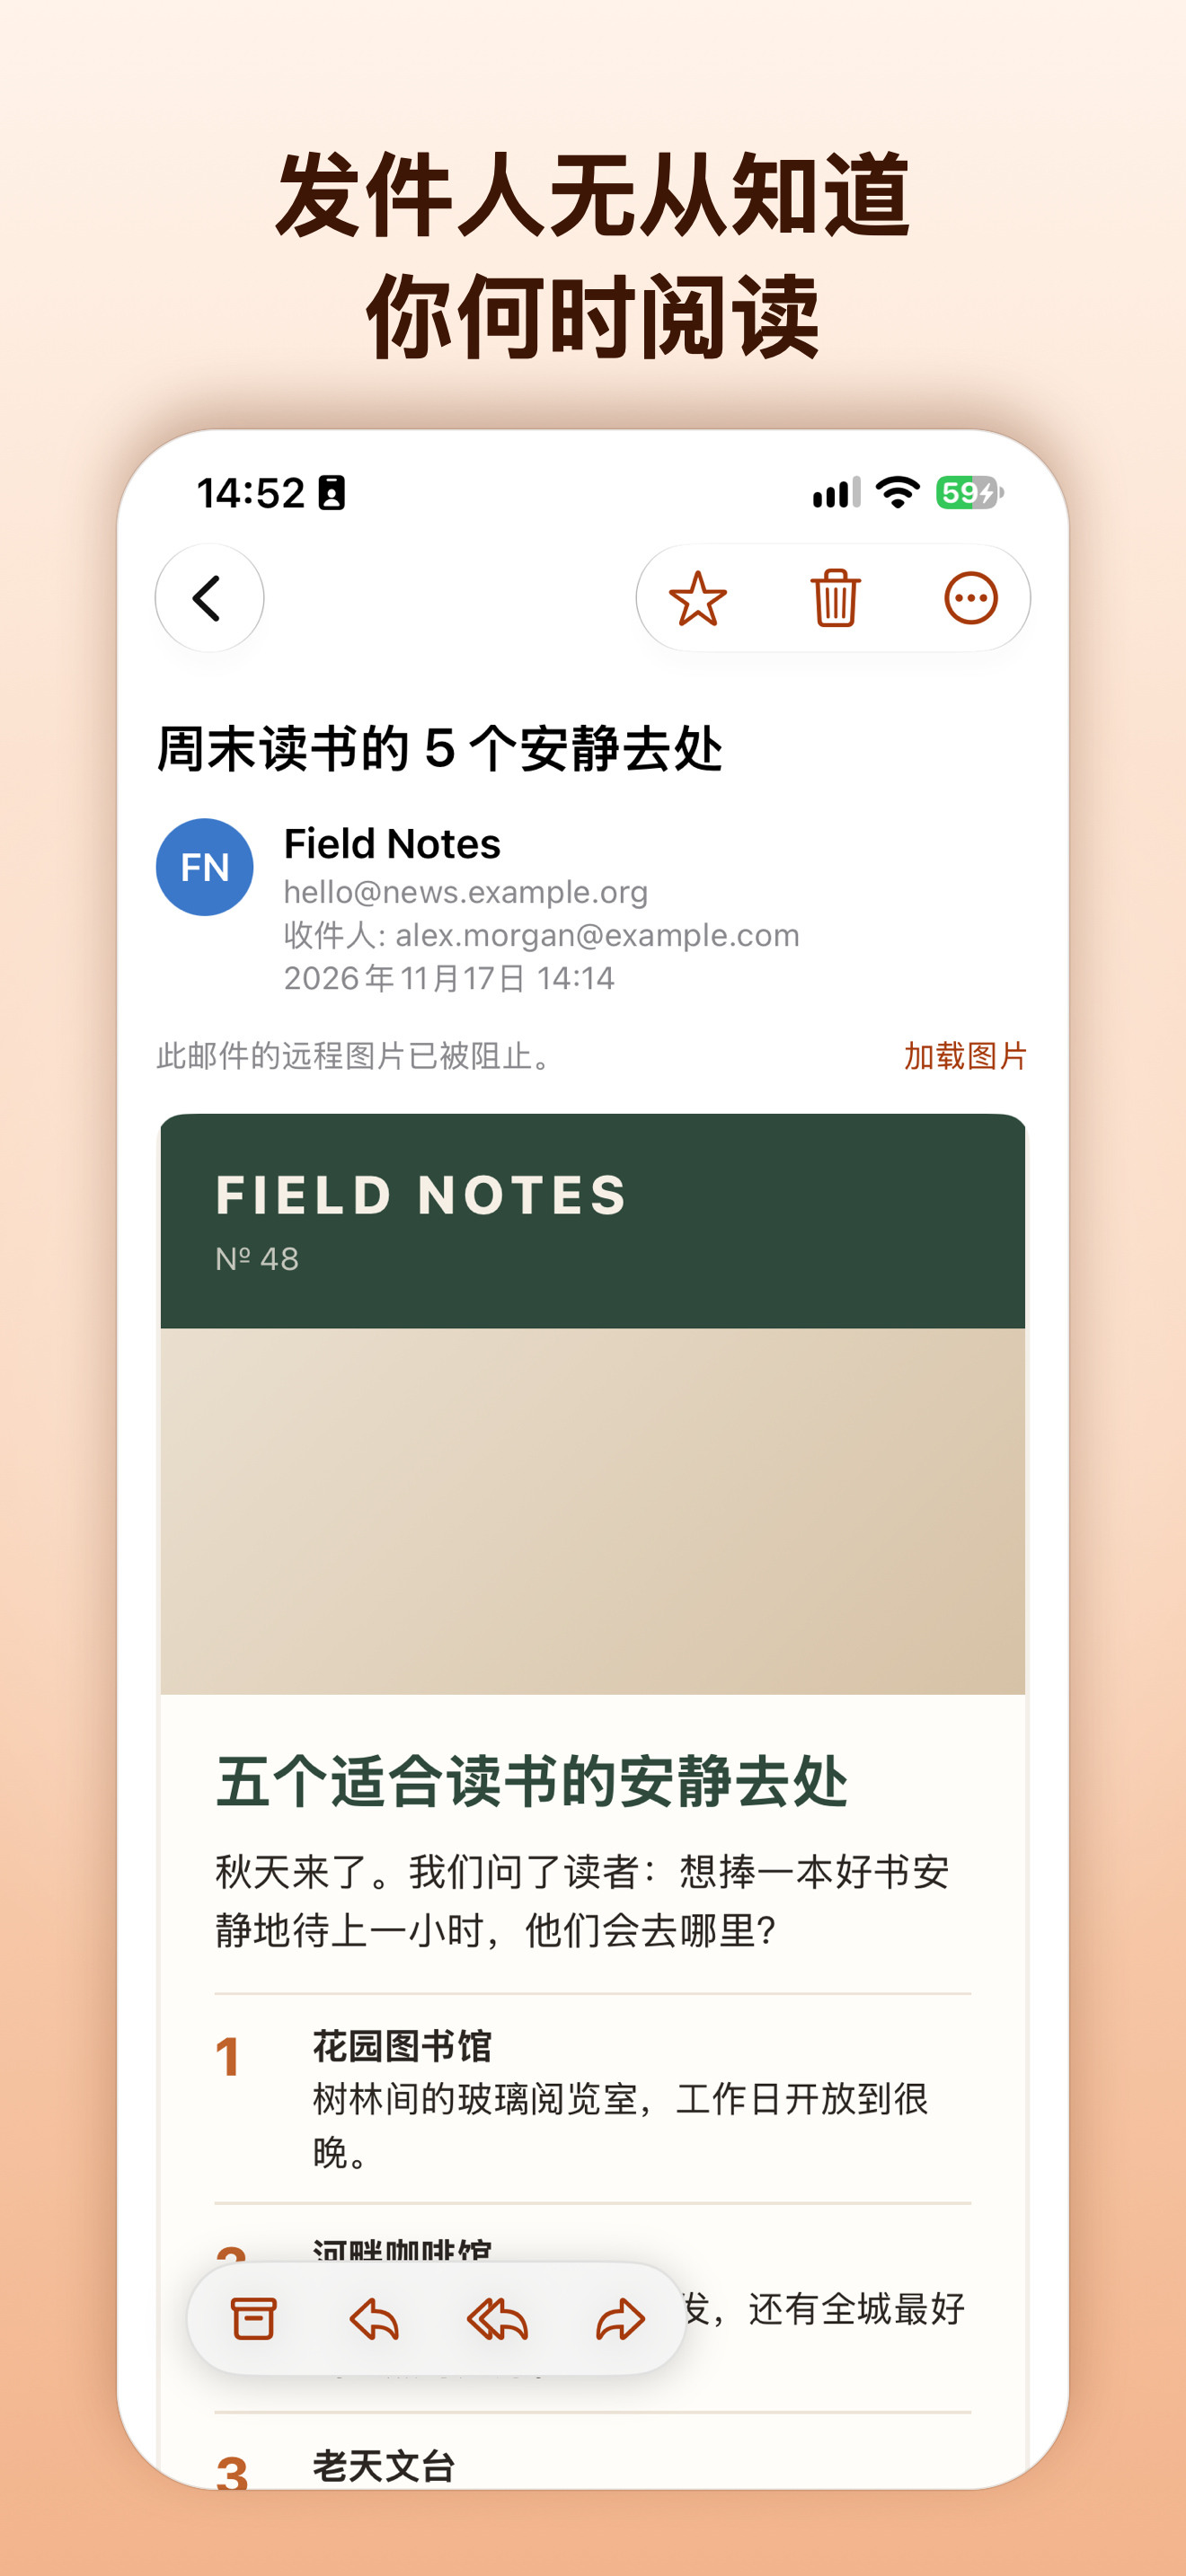 发件人无从知道
你何时阅读
14:52
59
周末读书的 5 个安静去处
FN
Field Notes
hello@news.example.org
收件人: alex.morgan@example.com
2026年11月17日 14:14
此邮件的远程图片已被阻止。
加载图片
FIELD NOTES
Nº 48
五个适合读书的安静去处
秋天来了。我们问了读者：想捧一本好书安
静地待上一小时，他们会去哪里?
1
花园图书馆
树林间的玻璃阅览室，工作日开放到很
晚。
2
河畔咖啡馆
发，还有全城最好
3
老天文台